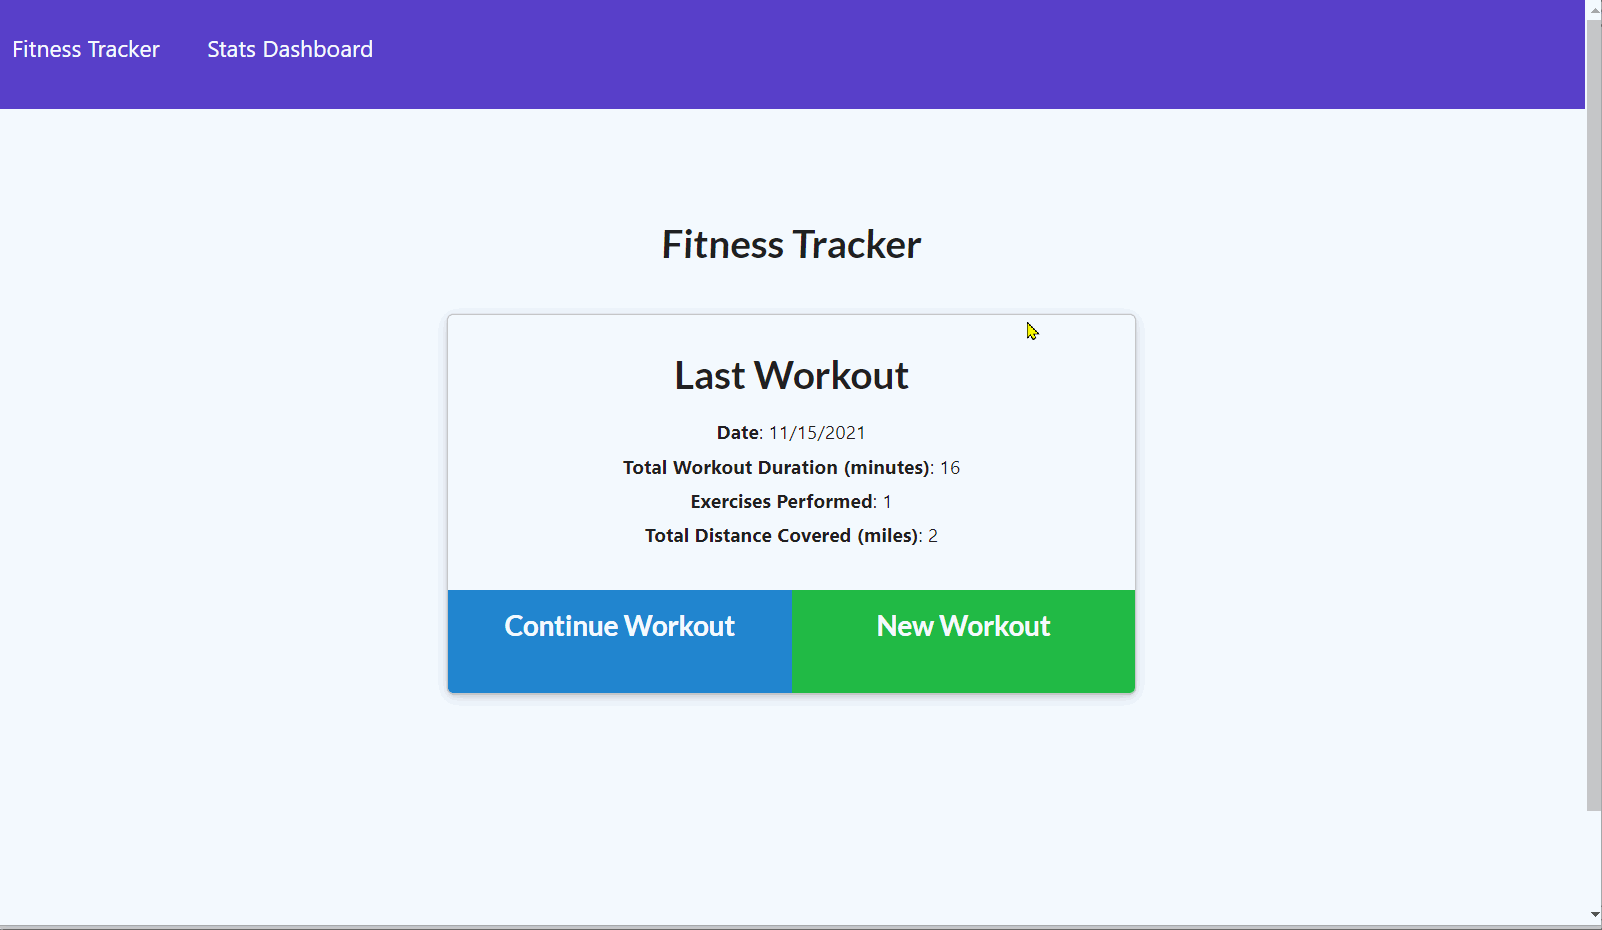 Fitness Tracker Stats Dashboard
Fitness Tracker
Last Workout
Date: 11/15/2021
Total Workout Duration (minutes): 16
Exercises Performed: 1
Total Distance Covered (miles): 2
Continue Workout New Workout